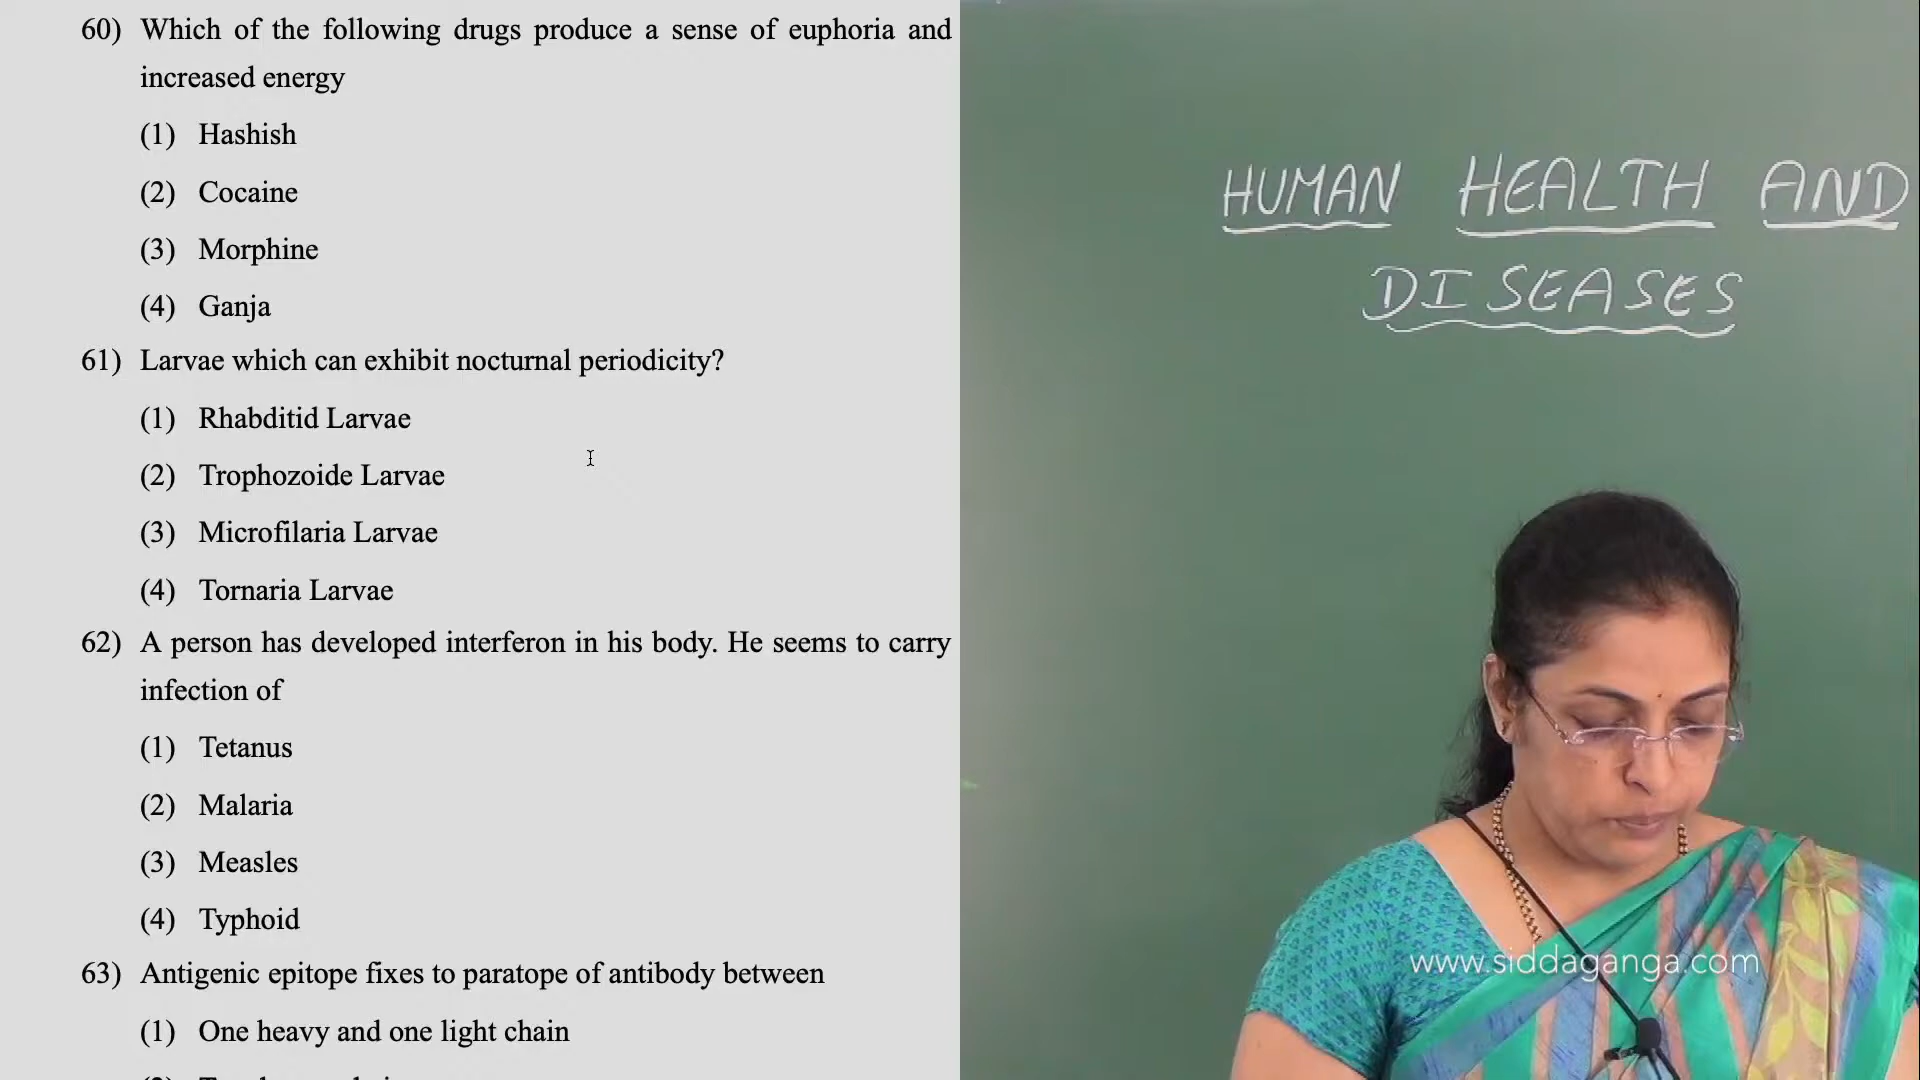 60) Which of the following drugs produce a sense of euphoria and
increased energy
(1) Hashish
(2) Cocaine
(3) Morphine
(4) Ganja
61) Larvae which can exhibit nocturnal periodicity?
(1) Rhabditid Larvae
(2) Trophozoide Larvae
(3) Microfilaria Larvae
(4) Tornaria Larvae
62) A person has developed interferon in his body. He seems to carry
infection of
(1) Tetanus
(2) Malaria
(3) Measles
(4) Typhoid
63) Antigenic epitope fixes to paratope of antibody between
(1) One heavy and one light chain
HUMAN HEALTH AND
DISEASES
www.siddaganga.com